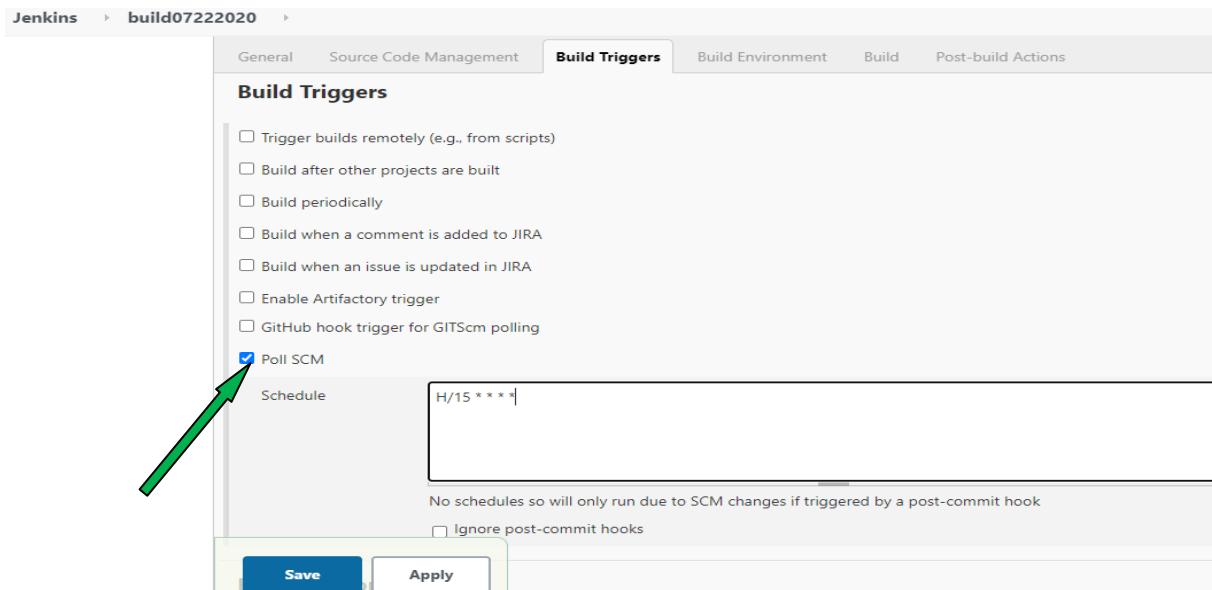 Jenkins build07222020
General Source Code Management Build Triggers Build Environment Build Post-build Actions
Build Triggers
Trigger builds remotely (e.g., from scripts)
Build after other projects are built
Build periodically
Build when a comment is added to JIRA
Build when an issue is updated in JIRA
Enable Artifactory trigger
GitHub hook trigger for GITScm polling
Poll SCM
Schedule H/15 * * * *
No schedules so will only run due to SCM changes if triggered by a post-commit hook
Ignore post-commit hooks
Save Apply